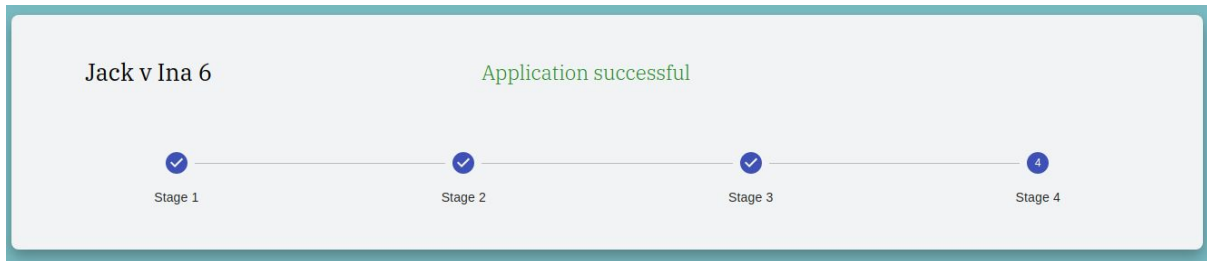 Jack v Ina 6
Application successful
4
Stage 1
Stage 2
Stage 3
Stage 4